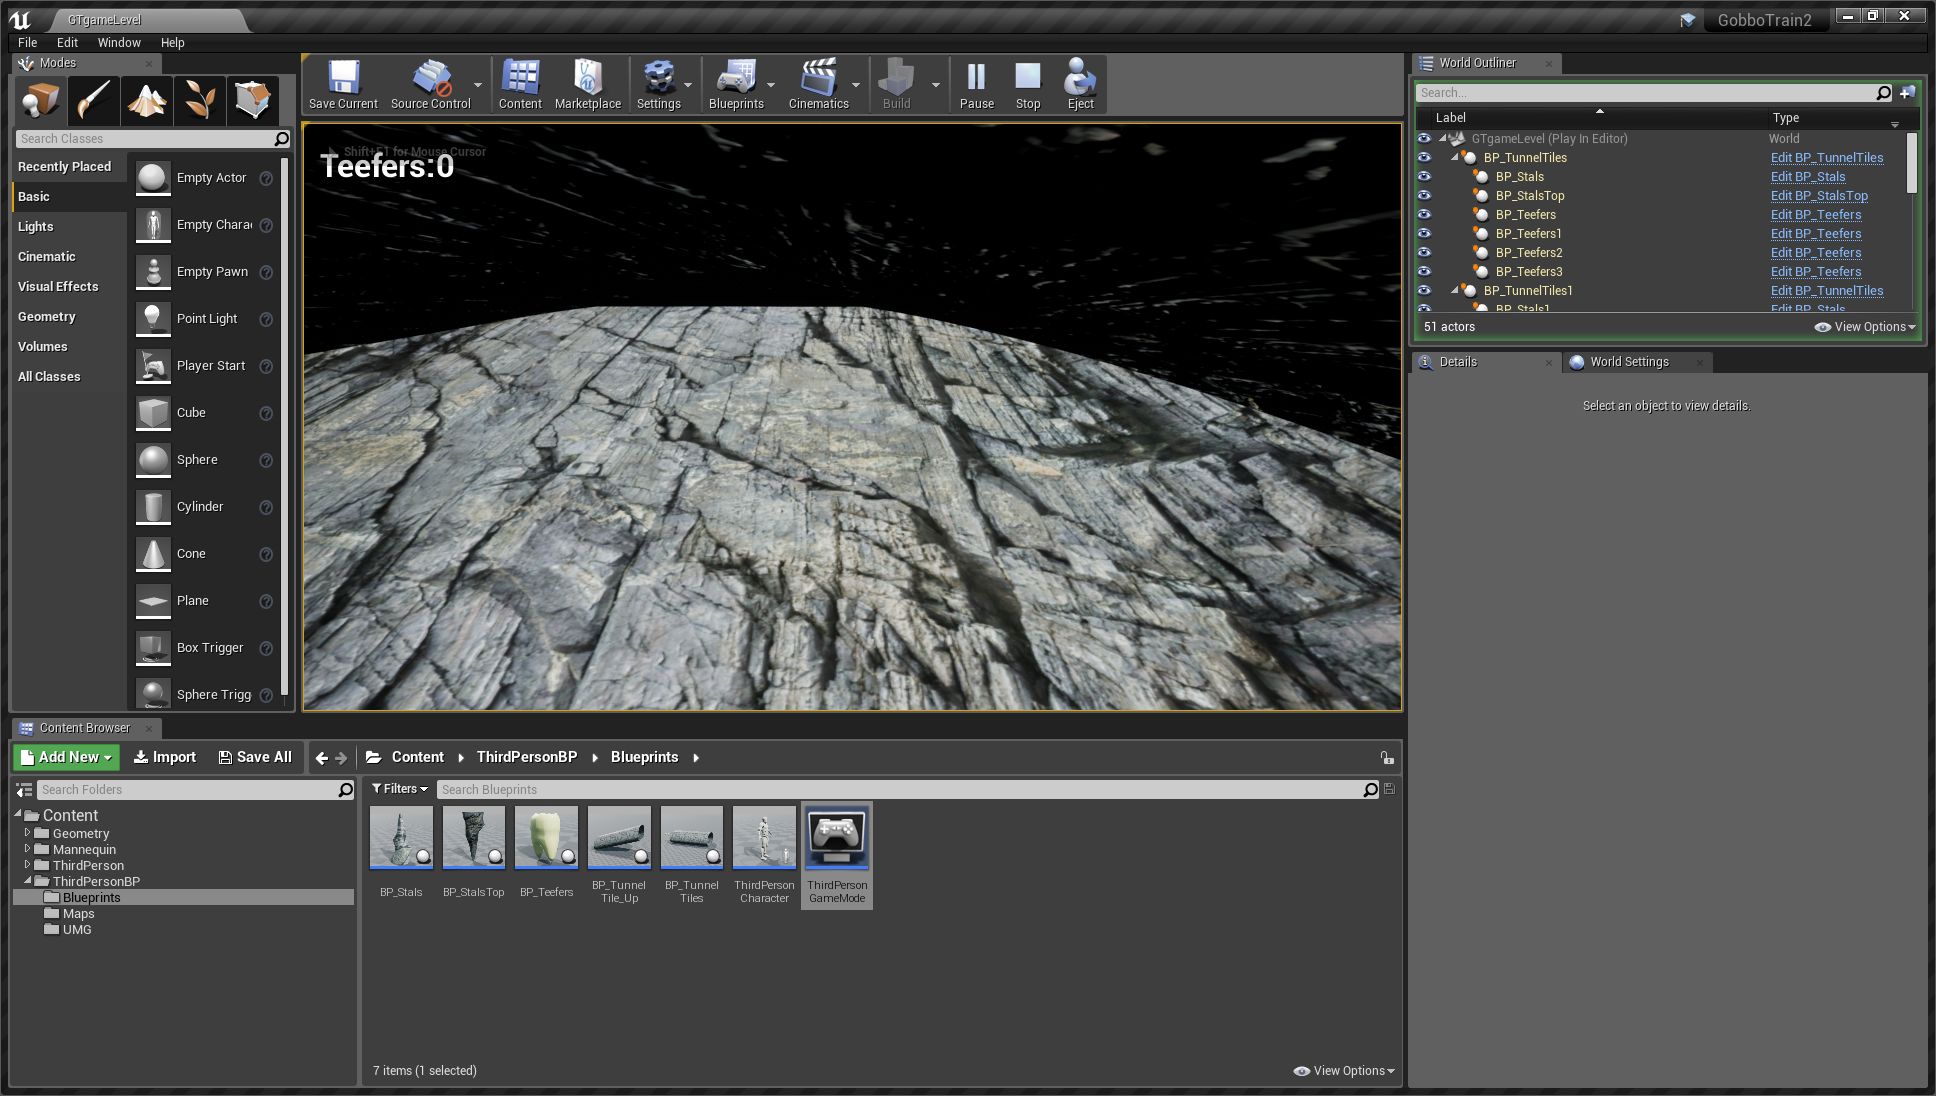 GTgameLevel
GobboTrain2
File Edit Window Help
Modes
Search Classes
Recently Placed
Basic
Lights
Cinematic
Visual Effects
Geometry
Volumes
All Classes
Empty Actor
Empty Chara
Empty Pawn
Point Light
Player Start
Cube
Sphere
Cylinder
Cone
Plane
Box Trigger
Sphere Trigg
Save Current
Source Control
Content
Marketplace
Settings
Blueprints
Cinematics
Build
Pause
Stop
Eject
Shift+F1 for Mouse Cursor
Teefers:0
World Outliner
Search...
Label Type
GTgameLevel (Play In Editor) World
BP_TunnelTiles Edit BP_TunnelTiles
BP_Stals Edit BP_Stals
BP_StalsTop Edit BP_StalsTop
BP_Teefers Edit BP_Teefers
BP_Teefers1 Edit BP_Teefers
BP_Teefers2 Edit BP_Teefers
BP_Teefers3 Edit BP_Teefers
BP_TunnelTiles1 Edit BP_TunnelTiles
BP_Stals1 Edit BP_Stals
51 actors View Options
Details World Settings
Select an object to view details.
Content Browser
Add New Import Save All Content ThirdPersonBP Blueprints
Search Folders
Content
Geometry
Mannequin
ThirdPerson
ThirdPersonBP
Blueprints
Maps
UMG
Filters Search Blueprints
BP_Stals
BP_StalsTop
BP_Teefers
BP_Tunnel
Tile_Up
BP_Tunnel
Tiles
ThirdPerson
Character
ThirdPerson
GameMode
7 items (1 selected) View Options